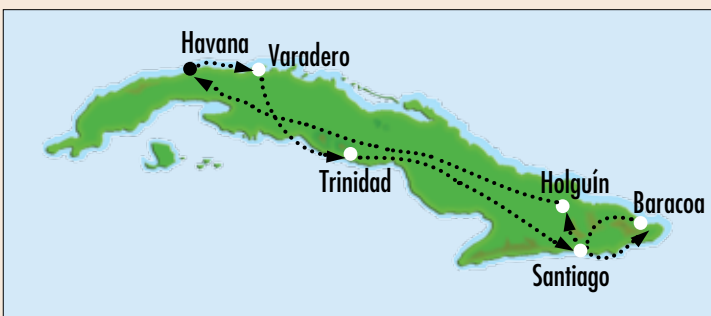 Havana
Varadero
Trinidad
Holguín
Baracoa
Santiago